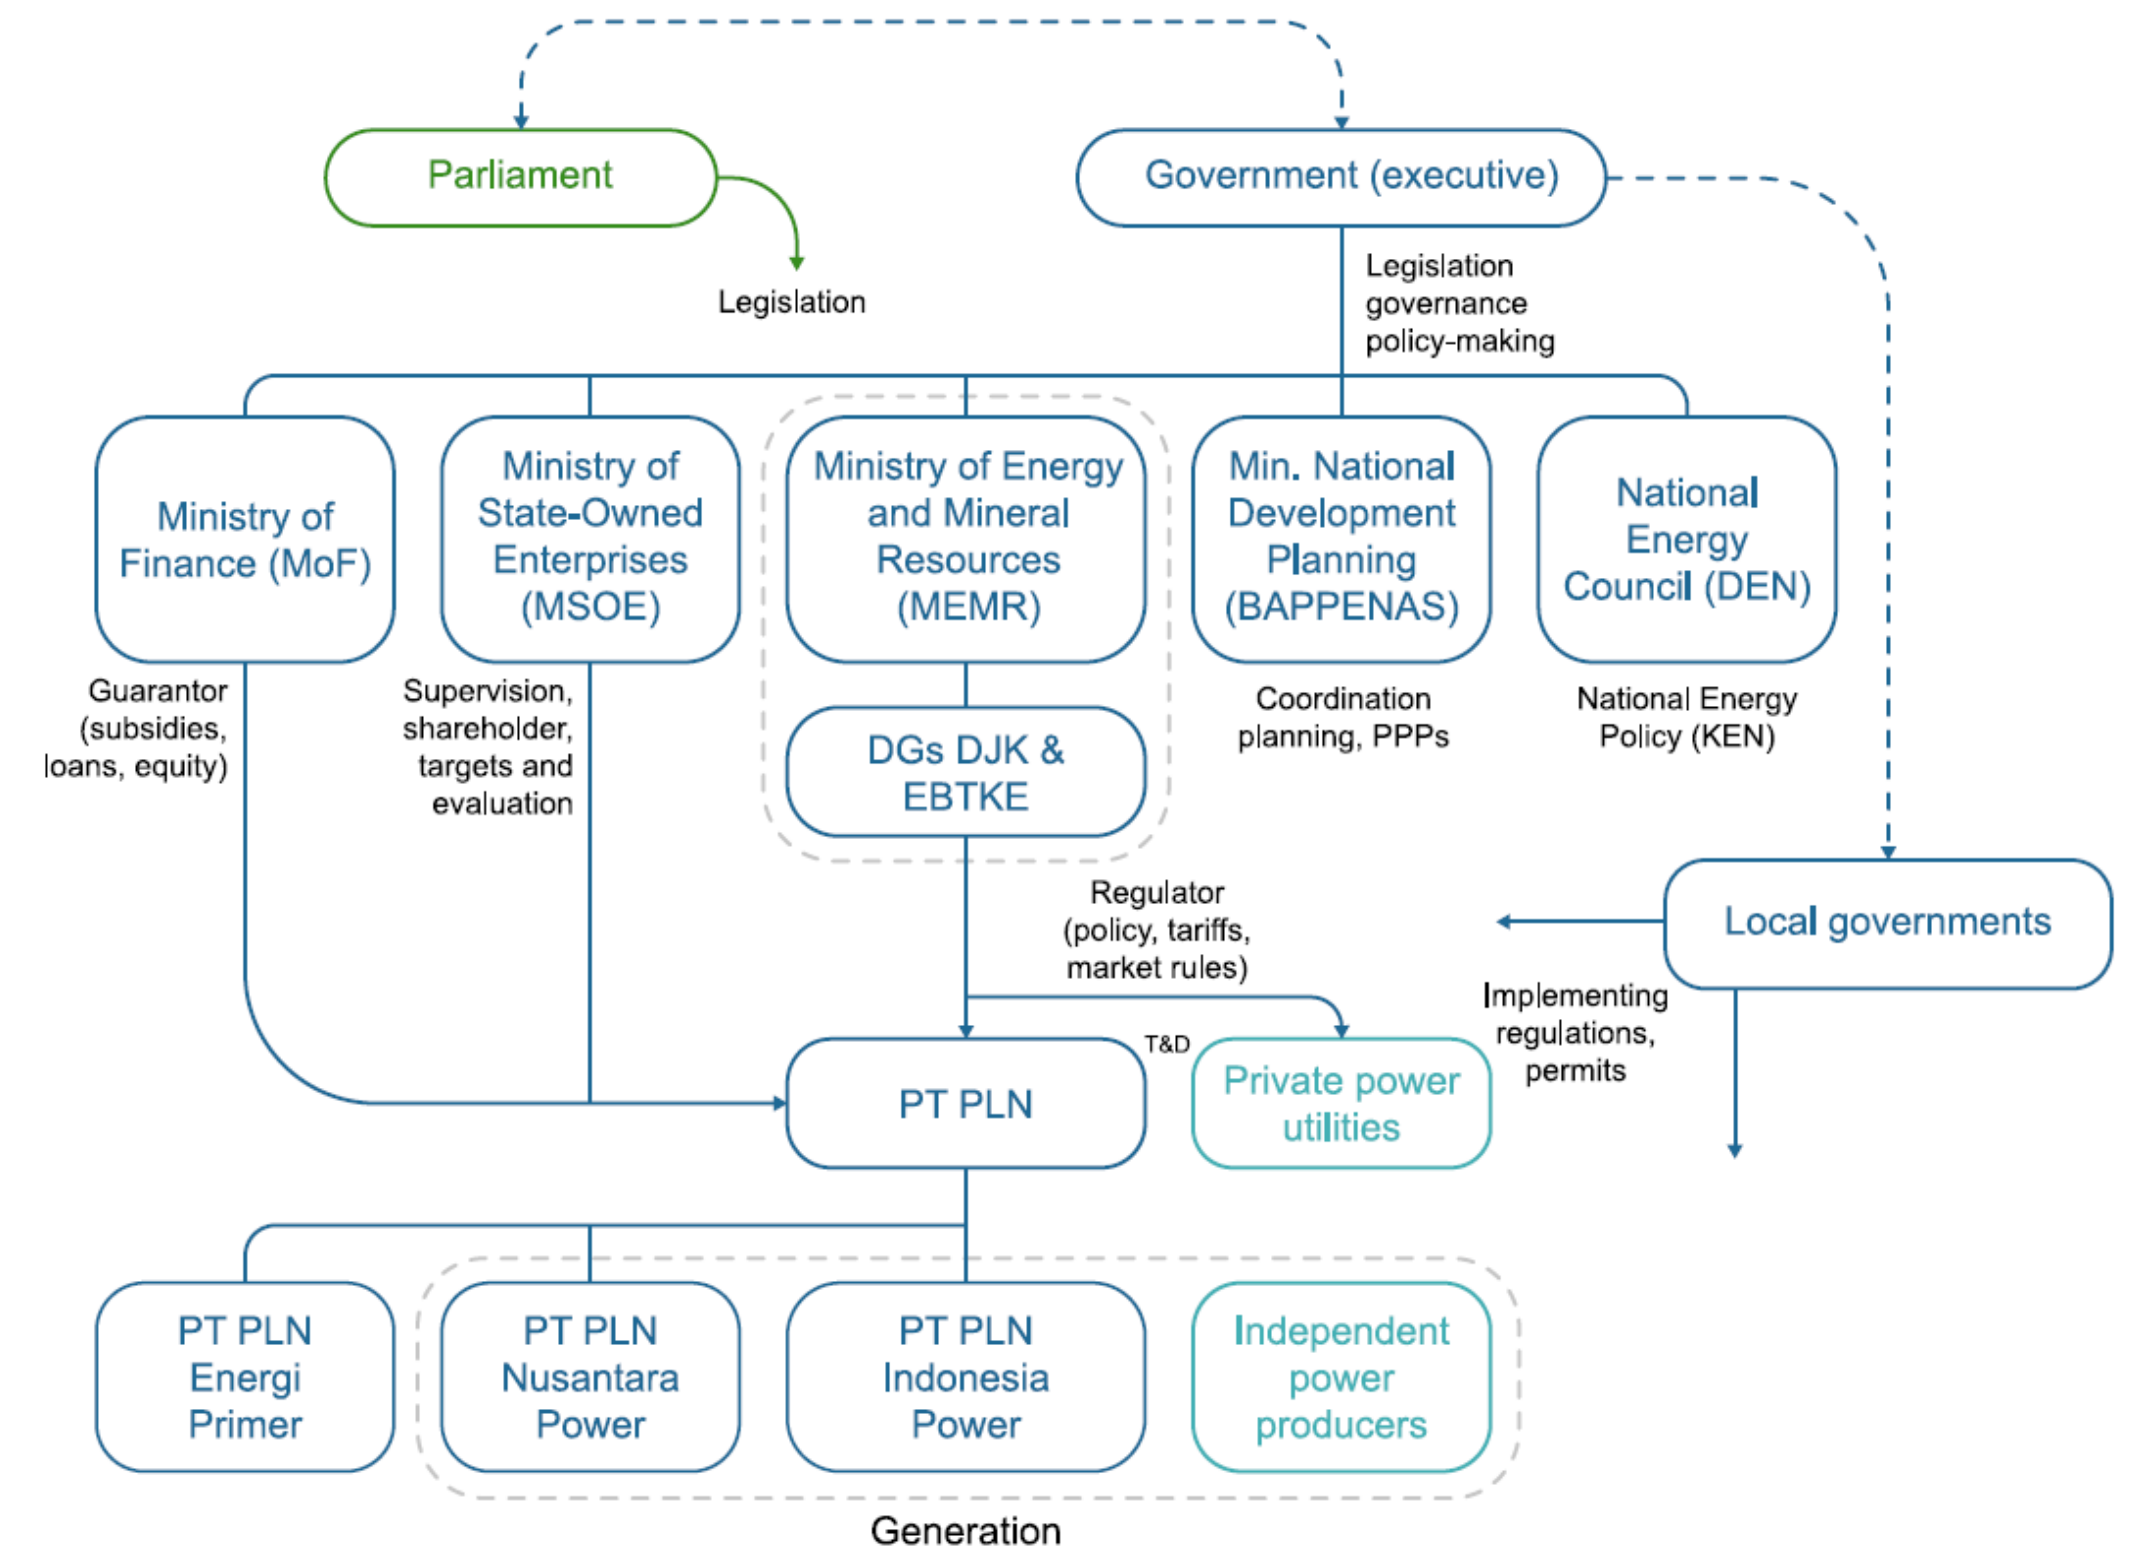 Parliament
Government (executive)
Legislation
Legislation
governance
policy-making
Ministry of
Finance (MoF)
Ministry of
State-Owned
Enterprises
(MSOE)
Ministry of Energy
and Mineral
Resources
(MEMR)
Min. National
Development
Planning
(BAPPENAS)
National
Energy
Council (DEN)
Guarantor
(subsidies,
loans, equity)
Supervision,
shareholder,
targets and
evaluation
DGs DJK &
EBTKE
Coordination
planning, PPPs
National Energy
Policy (KEN)
Regulator
(policy, tariffs,
market rules)
Local governments
Implementing
regulations,
permits
PT PLN
T&D
Private power
utilities
PT PLN
Energi
Primer
PT PLN
Nusantara
Power
PT PLN
Indonesia
Power
Independent
power
producers
Generation